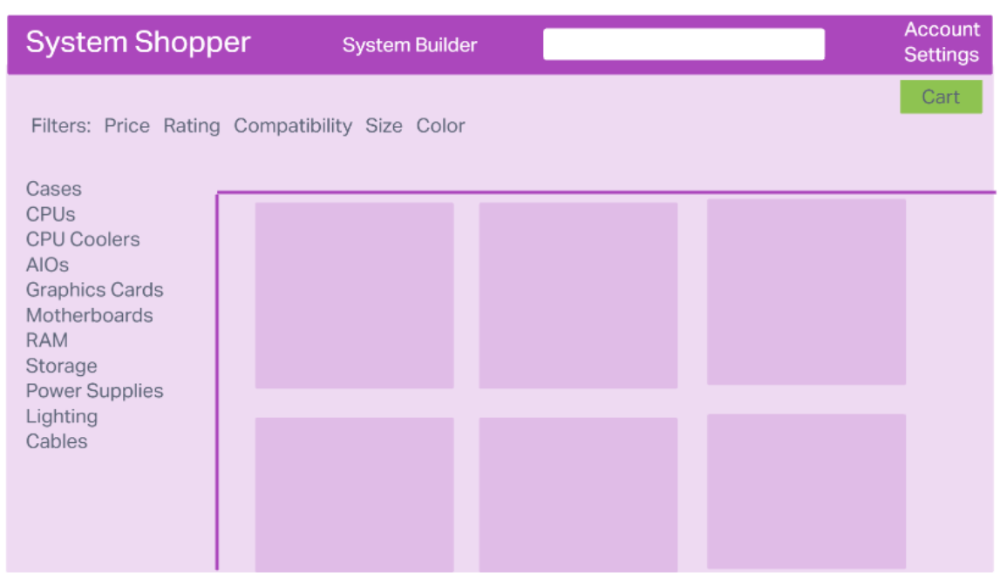 System Shopper
System Builder
Account
Settings
Cart
Filters: Price Rating Compatibility Size Color
Cases
CPUs
CPU Coolers
AIOs
Graphics Cards
Motherboards
RAM
Storage
Power Supplies
Lighting
Cables